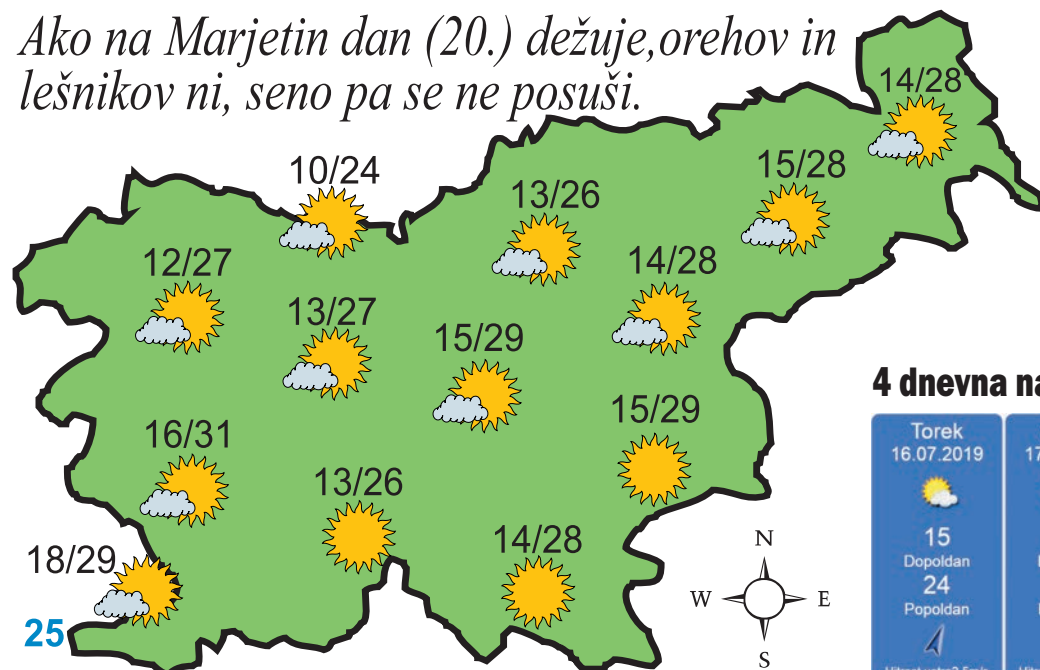 Ako na Marjetin dan (20.) dežuje,orehov in
lešnikov ni, seno pa se ne posuši.
14/28
10/24
15/28
13/26
12/27
14/28
13/27
15/29
16/31
15/29
13/26
14/28
18/29
25
N
W
E
S
4 dnevna na
Torek
16.07.2019
15
Dopoldan
24
Popoldan
17